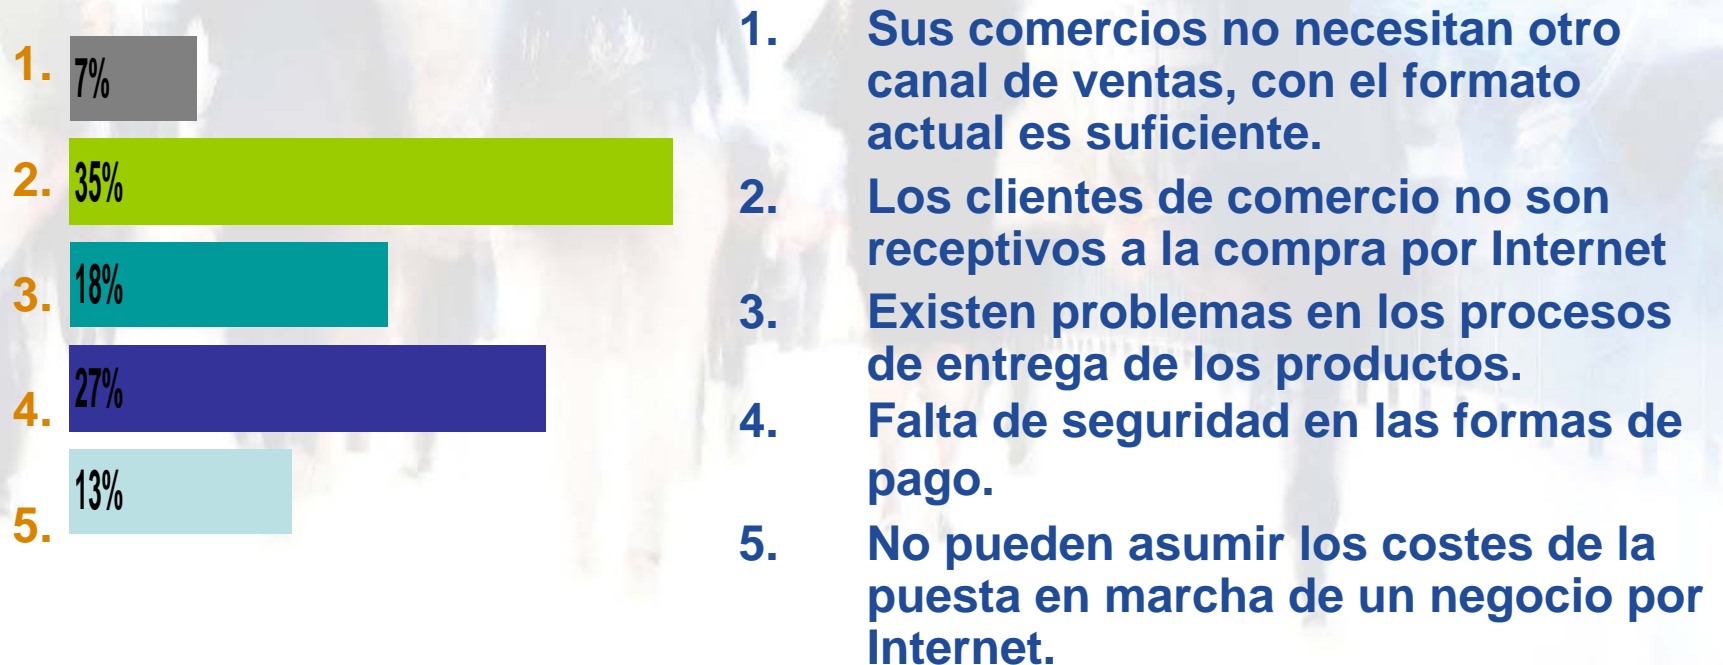 1. 7%
2. 35%
3. 18%
4. 27%
5. 13%
1. Sus comercios no necesitan otro
canal de ventas, con el formato
actual es suficiente.
2. Los clientes de comercio no son
receptivos a la compra por Internet
3. Existen problemas en los procesos
de entrega de los productos.
4. Falta de seguridad en las formas de
pago.
5. No pueden asumir los costes de la
puesta en marcha de un negocio por
Internet.